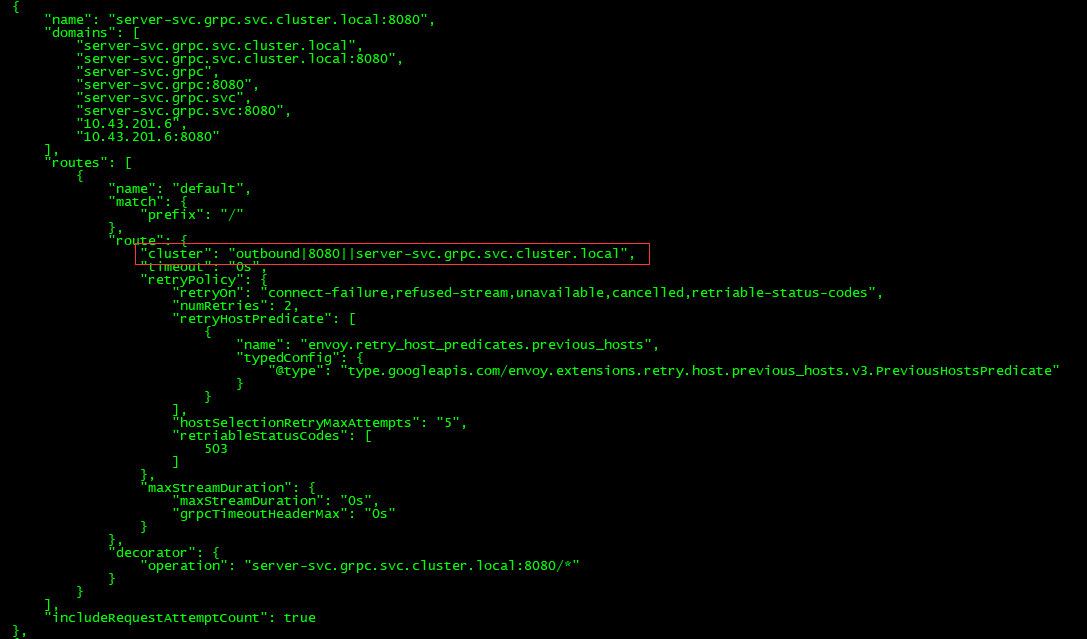 {
"name": "server-svc.grpc.svc.cluster.local:8080",
"domains": [
"server-svc.grpc.svc.cluster.local",
"server-svc.grpc.svc.cluster.local:8080",
"server-svc.grpc",
"server-svc.grpc:8080",
"server-svc.grpc.svc",
"server-svc.grpc.svc:8080",
"10.43.201.6",
"10.43.201.6:8080"
],
"routes": [
{
"name": "default",
"match": {
"prefix": "/"
},
"route": {
"cluster": "outbound|8080||server-svc.grpc.svc.cluster.local",
"timeout": "0s",
"retryPolicy": {
"retryOn": "connect-failure,refused-stream,unavailable,cancelled,retriable-status-codes",
"numRetries": 2,
"retryHostPredicate": [
{
"name": "envoy.retry_host_predicates.previous_hosts",
"typedConfig": {
"@type": "type.googleapis.com/envoy.extensions.retry.host.previous_hosts.v3.PreviousHostsPredicate"
}
}
],
"hostSelectionRetryMaxAttempts": "5",
"retriableStatusCodes": [
503
]
},
"maxStreamDuration": {
"maxStreamDuration": "0s",
"grpcTimeoutHeaderMax": "0s"
}
},
"decorator": {
"operation": "server-svc.grpc.svc.cluster.local:8080/*"
}
}
],
"includeRequestAttemptCount": true
},